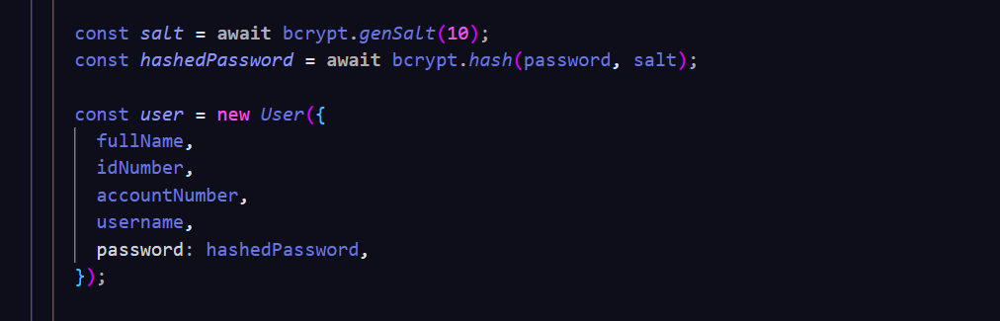 const salt = await bcrypt.genSalt(10);
const hashedPassword = await bcrypt.hash(password, salt);
const user = new User({
fullName,
idNumber,
accountNumber,
username,
password: hashedPassword,
});